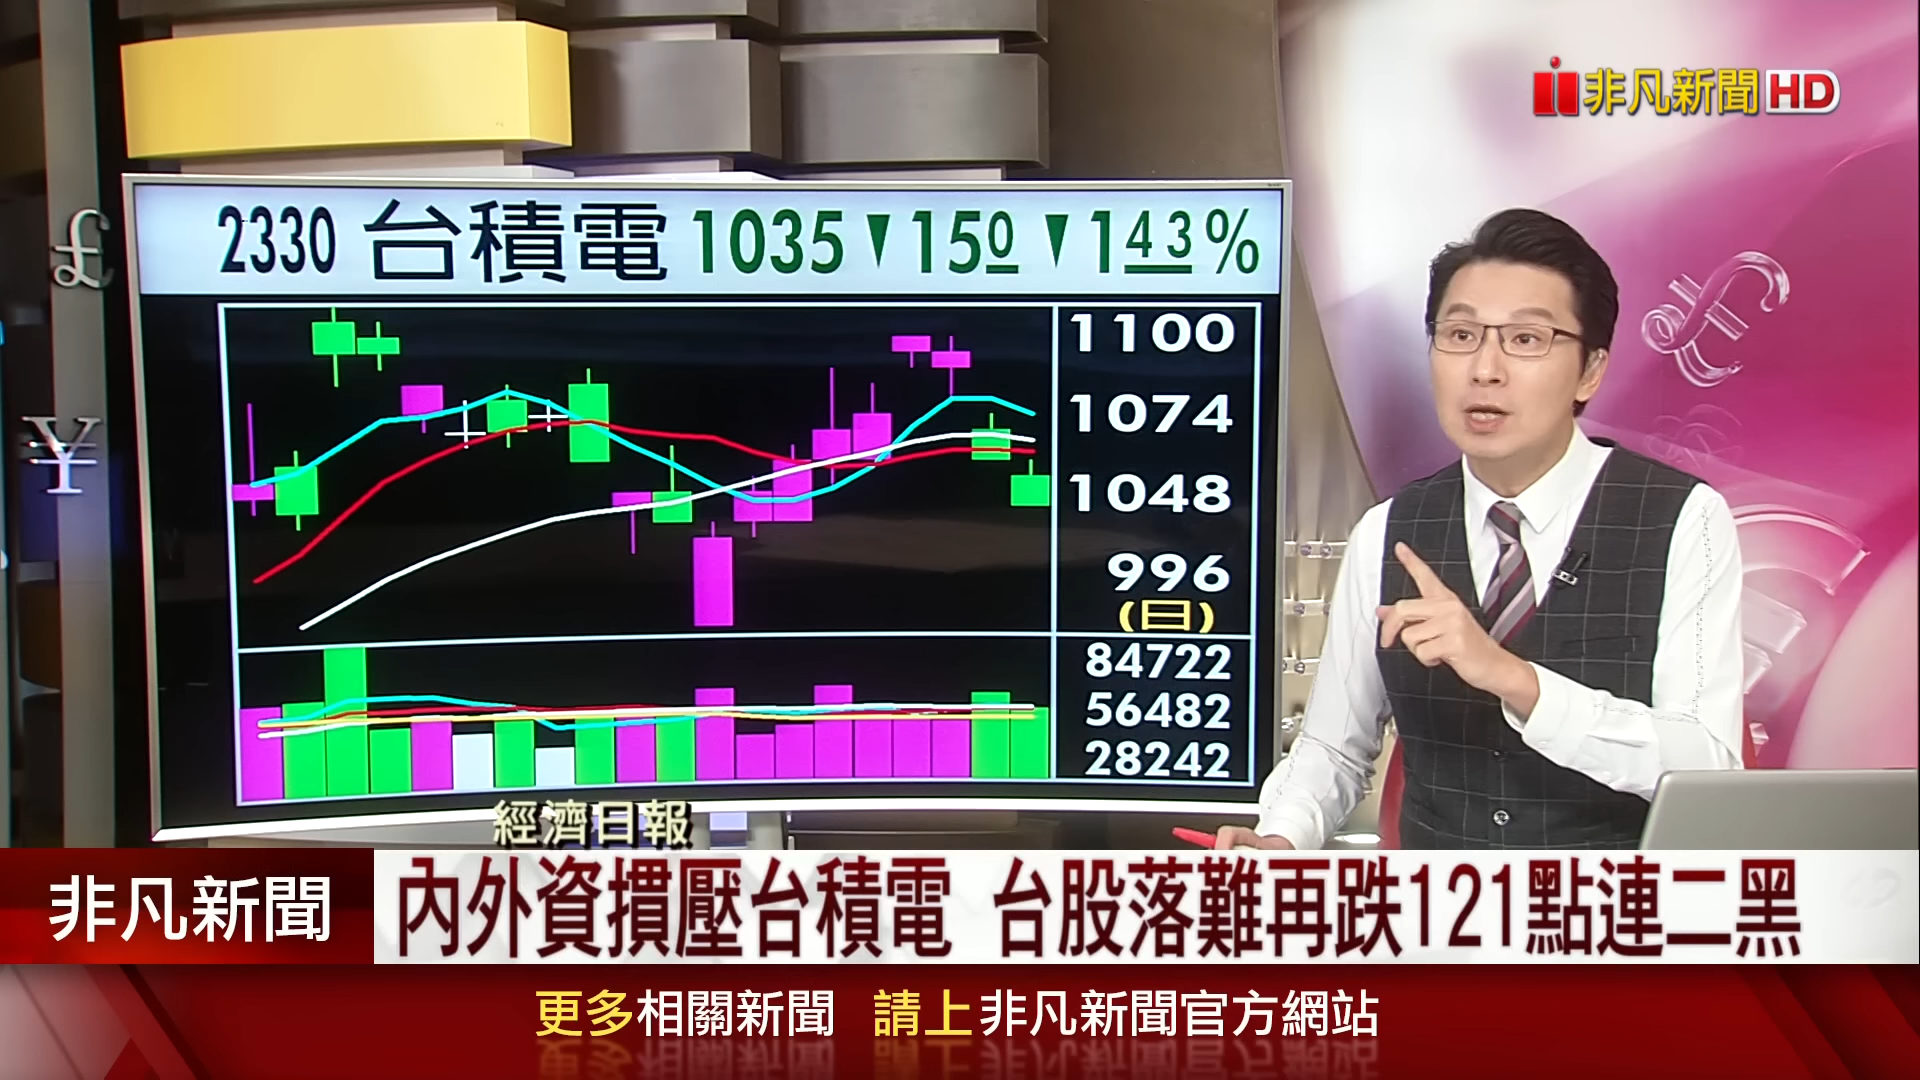 非凡新聞HD
2330 台積電 1035▼150 ▼143%
1100
1074
1048
996
(日)
84722
56482
28242
經濟日報
非凡新聞
內外資摜壓台積電 台股落難再跌121點連二黑
更多相關新聞 請上非凡新聞官方網站